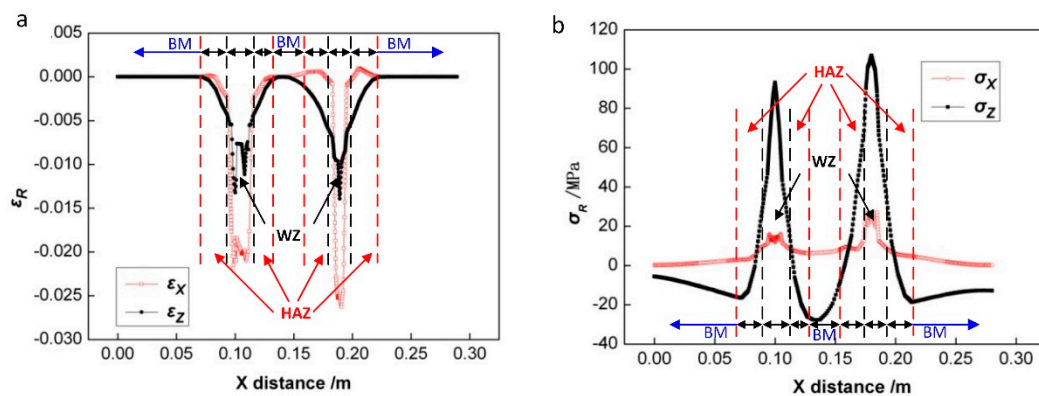 a
0.005
0.000
-0.005
-0.010
-0.015
-0.020
-0.025
-0.030
εR
BM
BM
BM
WZ
HAZ
εX
εZ
0.00 0.05 0.10 0.15 0.20 0.25 0.30
X distance /m
b
120
100
80
60
40
20
0
-20
-40
σR /MPa
HAZ
WZ
σX
σZ
BM
BM
BM
0.00 0.05 0.10 0.15 0.20 0.25 0.30
X distance /m